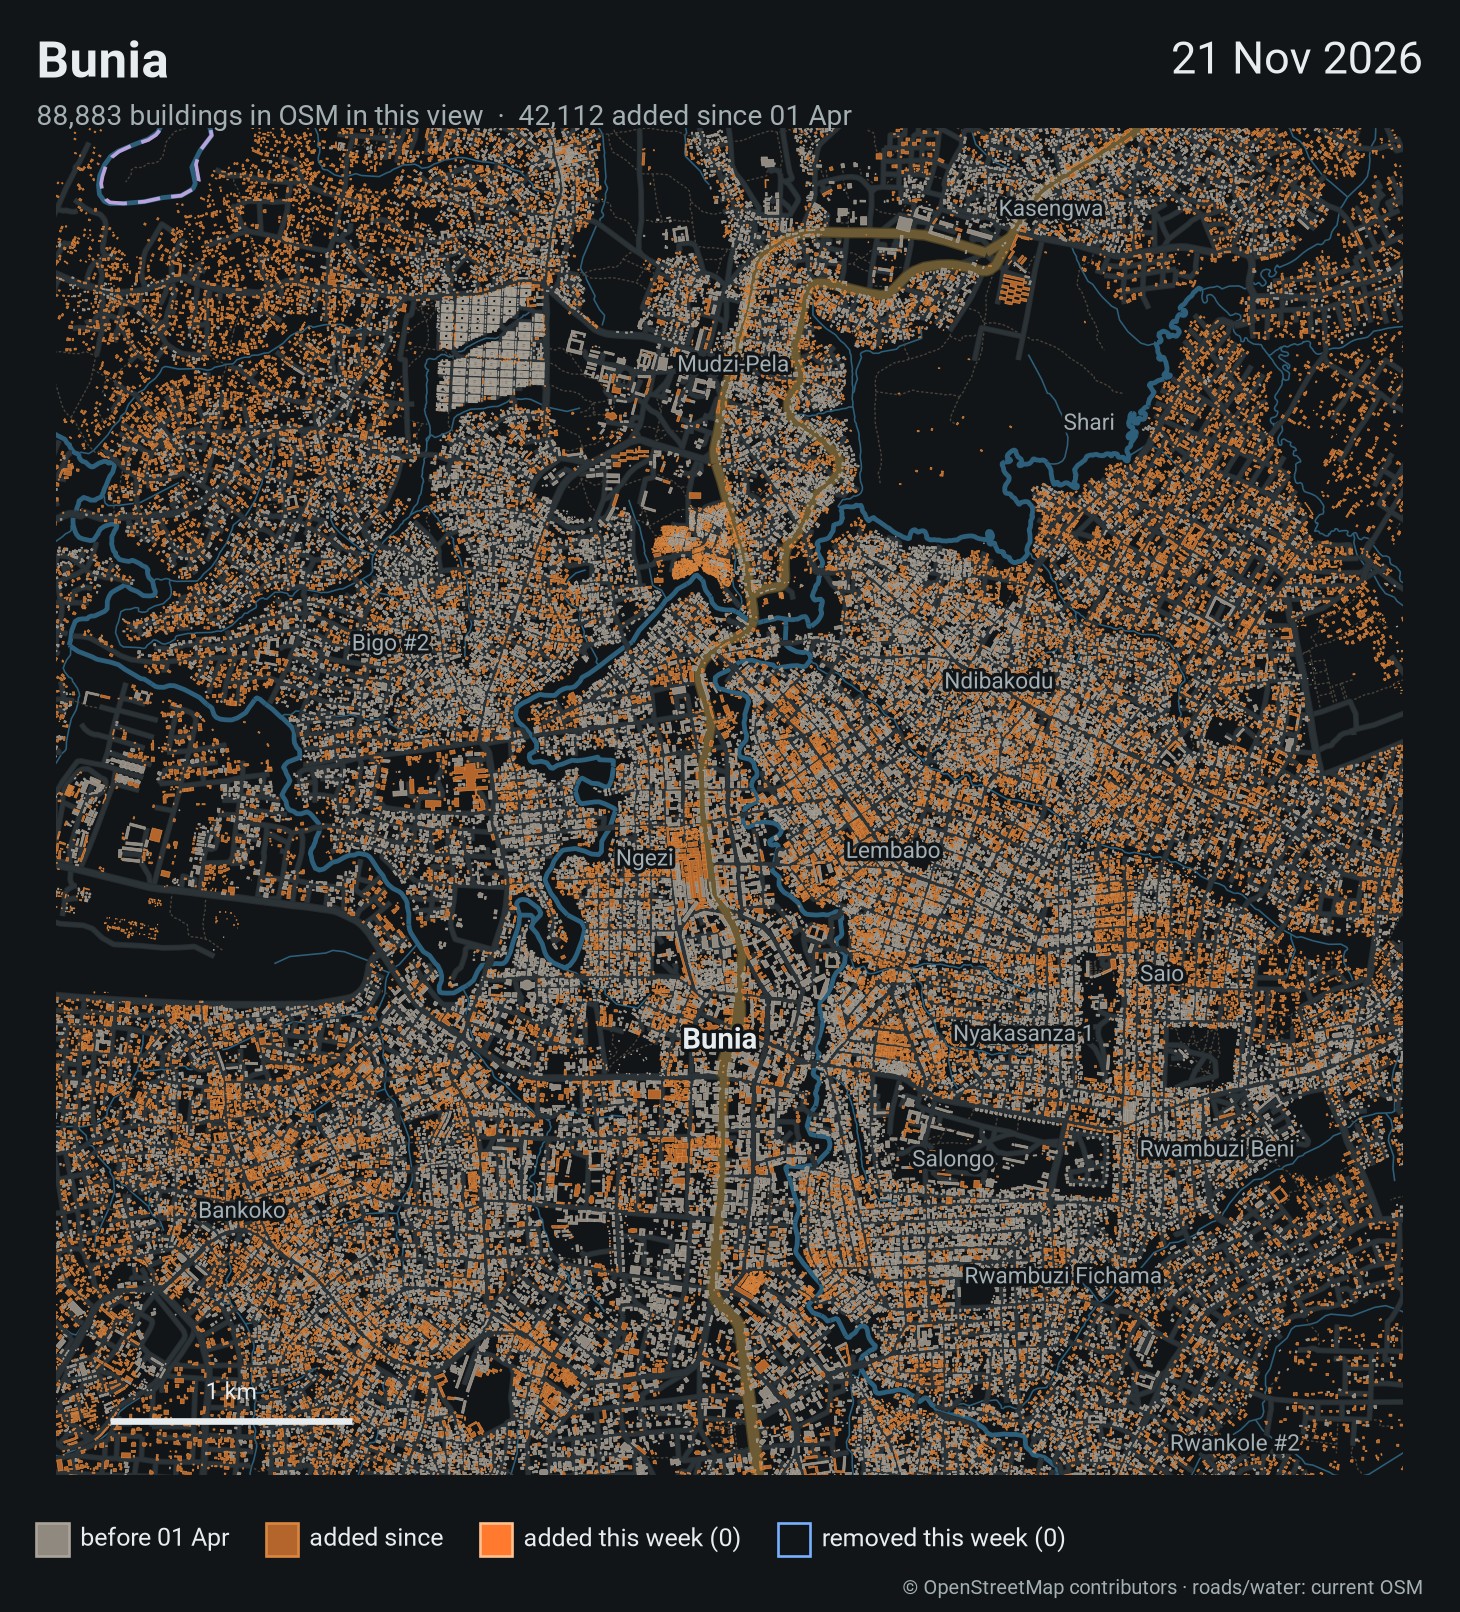 Bunia
21 Nov 2026
88,883 buildings in OSM in this view · 42,112 added since 01 Apr
Kasengwa
Mudzi-Pela
Shari
Bigo #2
Ndibakodu
Ngezi
Lembabo
Saio
Bunia
Nyakasanza 1
Salongo
Rwambuzi Beni
Bankoko
Rwambuzi Fichama
1 km
Rwankole #2
before 01 Apr
added since
added this week (0)
removed this week (0)
© OpenStreetMap contributors · roads/water: current OSM